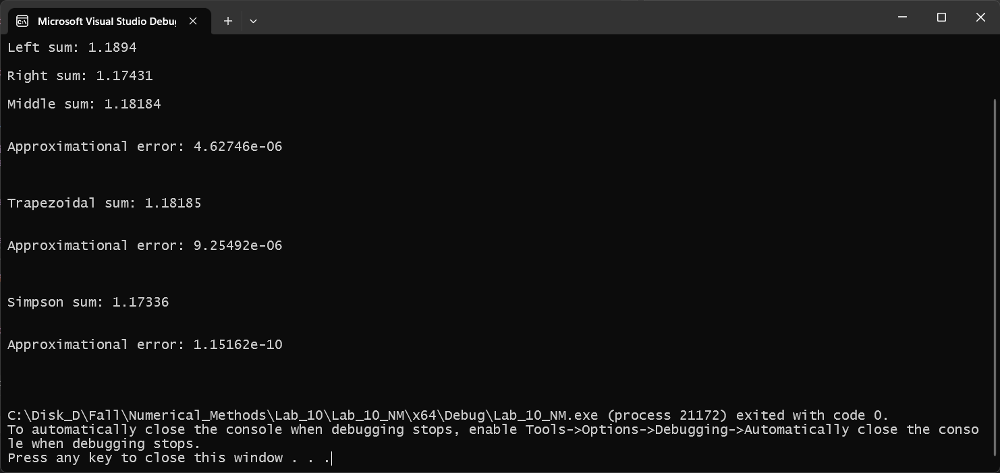 Microsoft Visual Studio Debu
Left sum: 1.1894
Right sum: 1.17431
Middle sum: 1.18184
Approximational error: 4.62746e-06
Trapezoidal sum: 1.18185
Approximational error: 9.25492e-06
Simpson sum: 1.17336
Approximational error: 1.15162e-10
C:\Disk_D\Fall\Numerical_Methods\Lab_10\Lab_10_NM\x64\Debug\Lab_10_NM.exe (process 21172) exited with code 0.
To automatically close the console when debugging stops, enable Tools->Options->Debugging->Automatically close the conso
le when debugging stops.
Press any key to close this window . . .